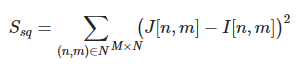 S_{sq} = \sum_{(n,m) \in N^{M \times N}} (J[n,m] - I[n,m])^2